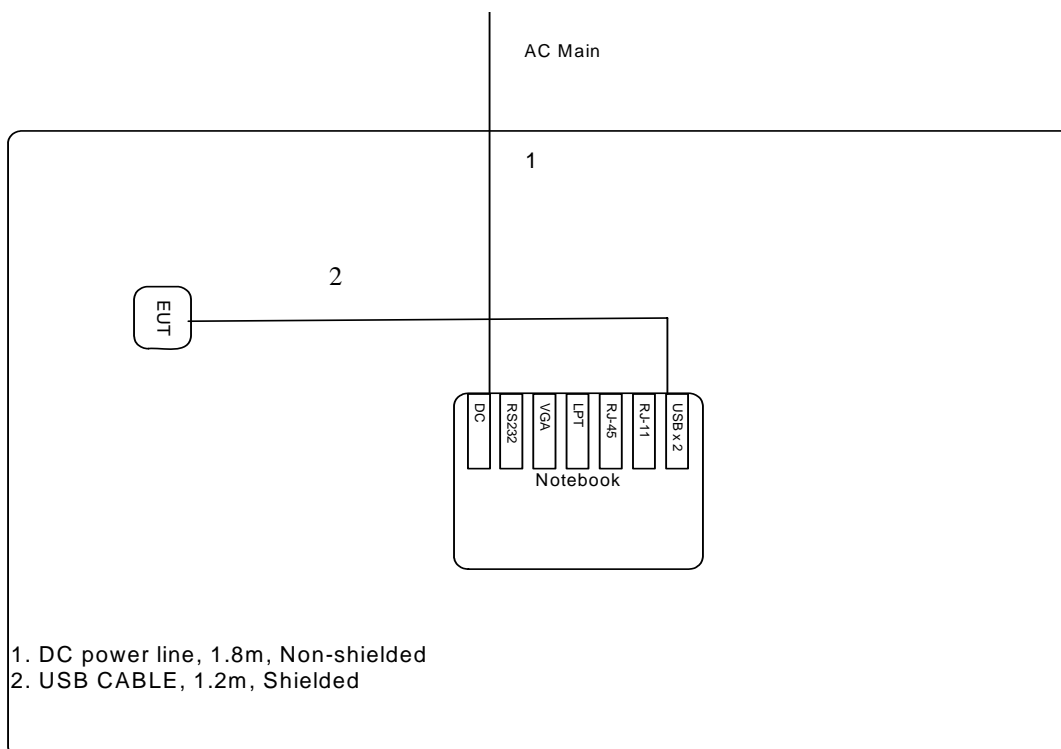 AC Main
1
2
EUT
DC
RS232
VGA
LPT
RJ-45
RJ-11
USB x 2
Notebook
1. DC power line, 1.8m, Non-shielded
2. USB CABLE, 1.2m, Shielded